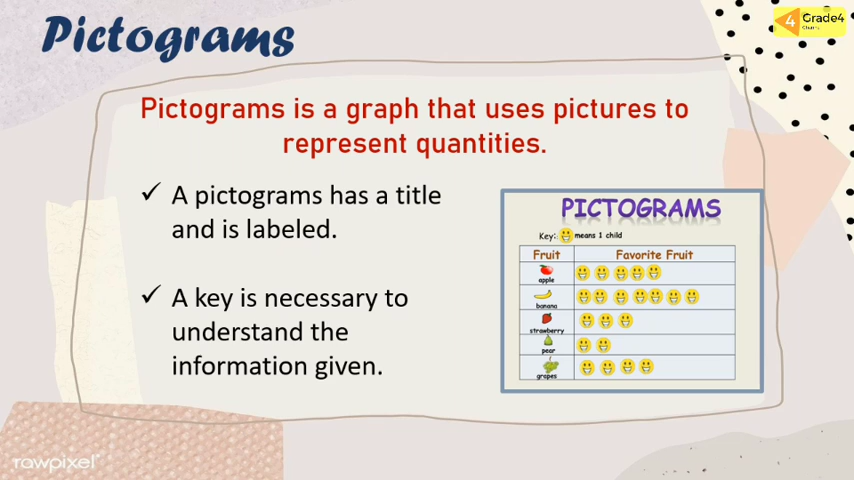 Pictograms
4 Grade4
Pictograms is a graph that uses pictures to
represent quantities.
✓ A pictograms has a title
and is labeled.
✓ A key is necessary to
understand the
information given.
PICTOGRAMS
Key: means 1 child
Fruit Favorite Fruit
apple
banana
strawberry
pear
grapes
rawpixel